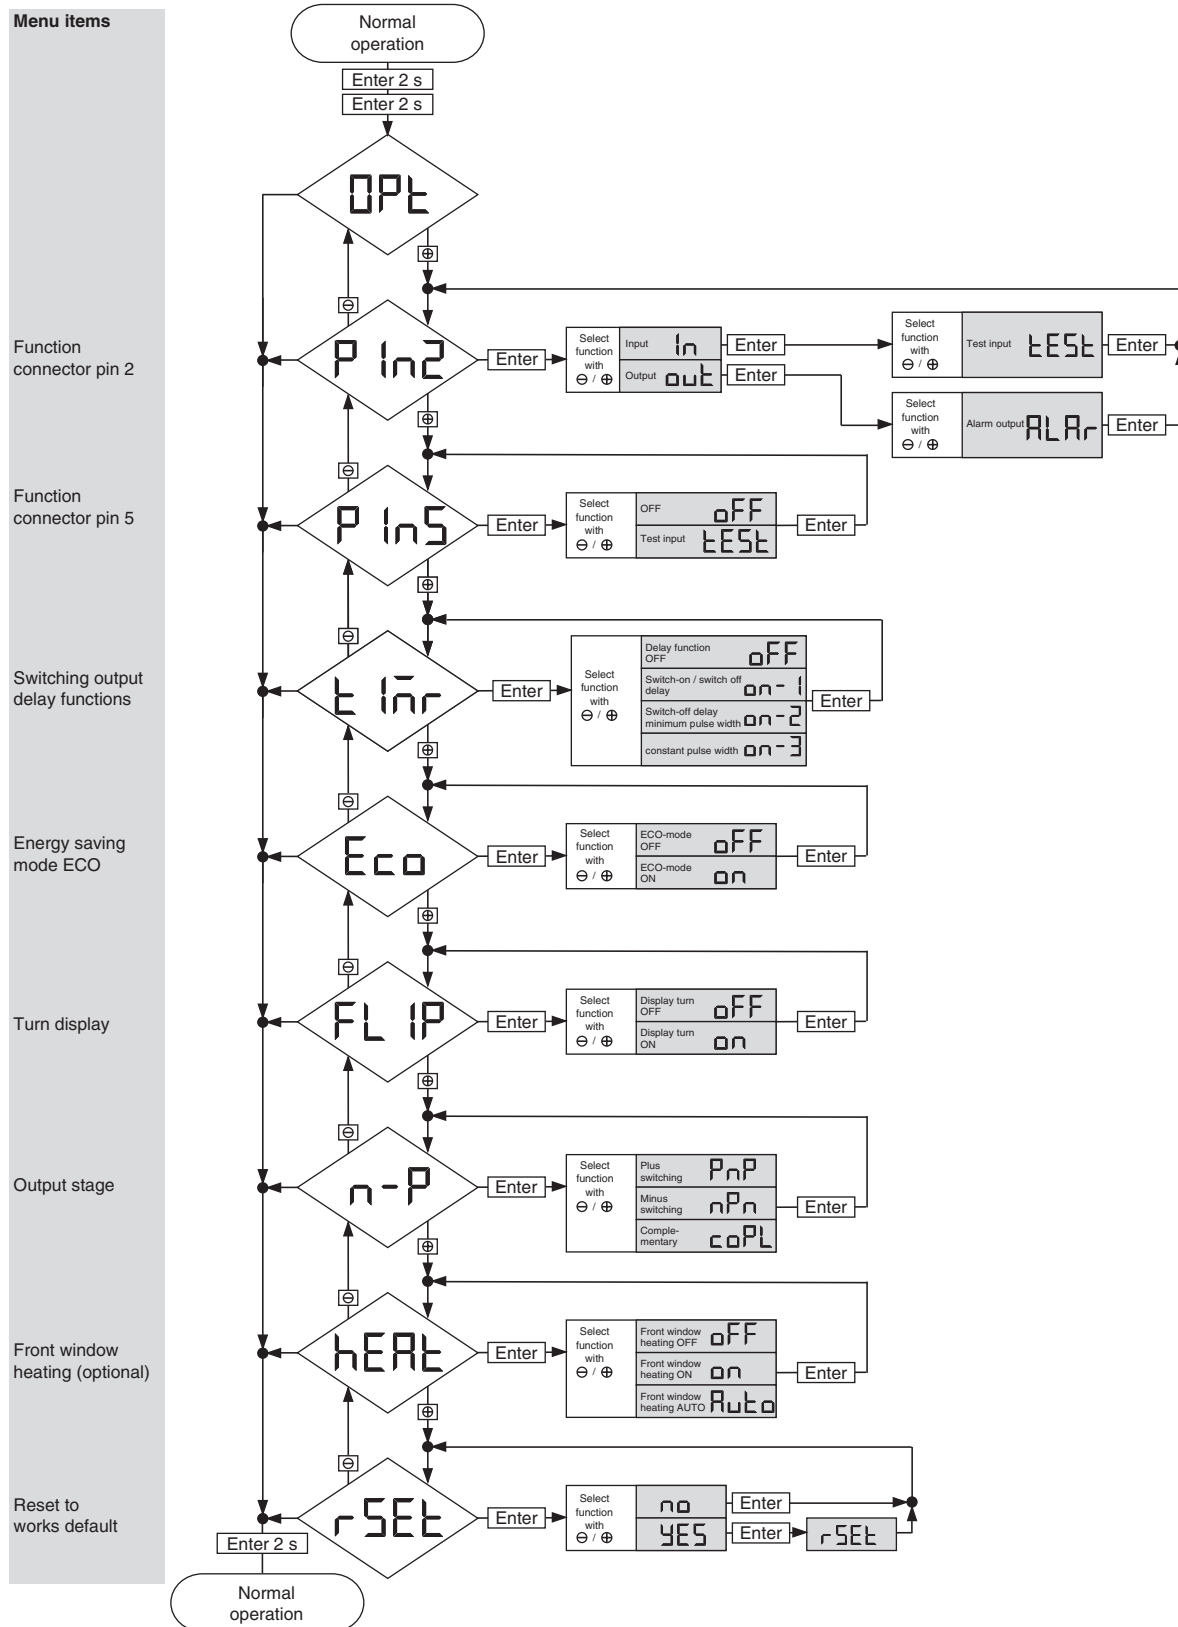 Menu items
Normal
operation
Enter 2 s
Enter 2 s
OPt
⊕
⊖
Function
connector pin 2
PIn2
Enter
Select
function
with
⊖ / ⊕
Input
In
Enter
Output
out
Enter
Select
function
with
⊖ / ⊕
Test input
tESt
Enter
Select
function
with
⊖ / ⊕
Alarm output
ALAr
Enter
⊕
⊖
Function
connector pin 5
PIn5
Enter
Select
function
with
⊖ / ⊕
OFF
oFF
Test input
tESt
Enter
⊕
⊖
Switching output
delay functions
tImr
Enter
Select
function
with
⊖ / ⊕
Delay function
OFF
oFF
Switch-on / switch off
delay
on-1
Switch-off delay
minimum pulse width
on-2
constant pulse width
on-3
Enter
⊕
⊖
Energy saving
mode ECO
Eco
Enter
Select
function
with
⊖ / ⊕
ECO-mode
OFF
oFF
ECO-mode
ON
on
Enter
⊕
⊖
Turn display
FLIP
Enter
Select
function
with
⊖ / ⊕
Display turn
OFF
oFF
Display turn
ON
on
Enter
⊕
⊖
Output stage
n-P
Enter
Select
function
with
⊖ / ⊕
Plus
switching
PnP
Minus
switching
nPn
Comple-
mentary
coPL
Enter
⊕
⊖
Front window
heating (optional)
hEAt
Enter
Select
function
with
⊖ / ⊕
Front window
heating OFF
oFF
Front window
heating ON
on
Front window
heating AUTO
Auto
Enter
⊕
⊖
Reset to
works default
rSEt
Enter
Select
function
with
⊖ / ⊕
no
Enter
YES
Enter
rSEt
Enter 2 s
Normal
operation